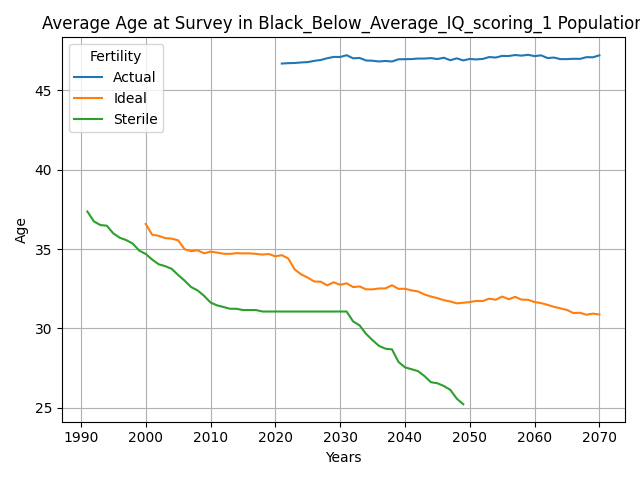 Average Age at Survey in Black_Below_Average_IQ_scoring_1 Population
Fertility
Actual
Ideal
Sterile
Age
45
40
35
30
25
1990 2000 2010 2020 2030 2040 2050 2060 2070
Years